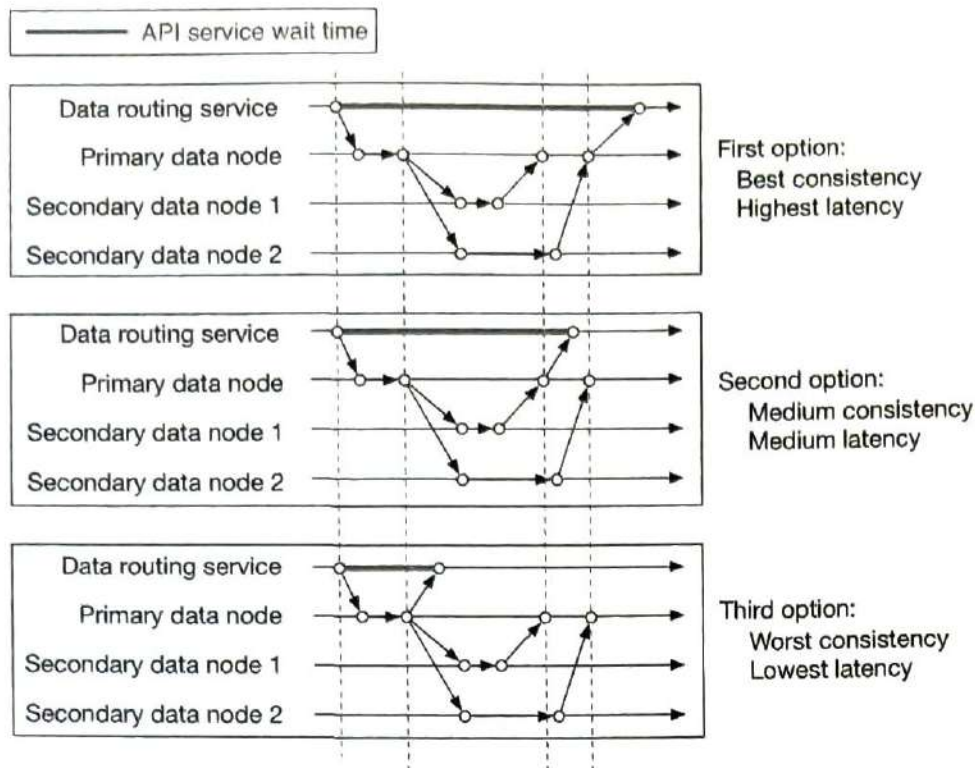 API service wait time
Data routing service
Primary data node
Secondary data node 1
Secondary data node 2
First option:
Best consistency
Highest latency
Data routing service
Primary data node
Secondary data node 1
Secondary data node 2
Second option:
Medium consistency
Medium latency
Data routing service
Primary data node
Secondary data node 1
Secondary data node 2
Third option:
Worst consistency
Lowest latency